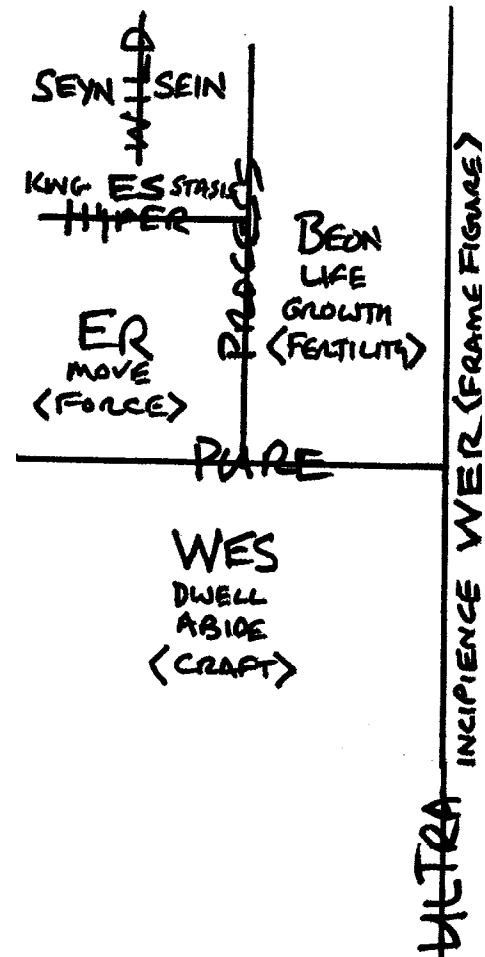 SEYN SEIN
WILD
KING ES STASIS
HYPER
PROCESS
BEON
LIFE
GROWTH
<FERTILITY>
ER
MOVE
<FORCE>
PURE
WES
DWELL
ABIDE
<CRAFT>
INCIPIENCE WER <FRAME FIGURE>
ULTRA